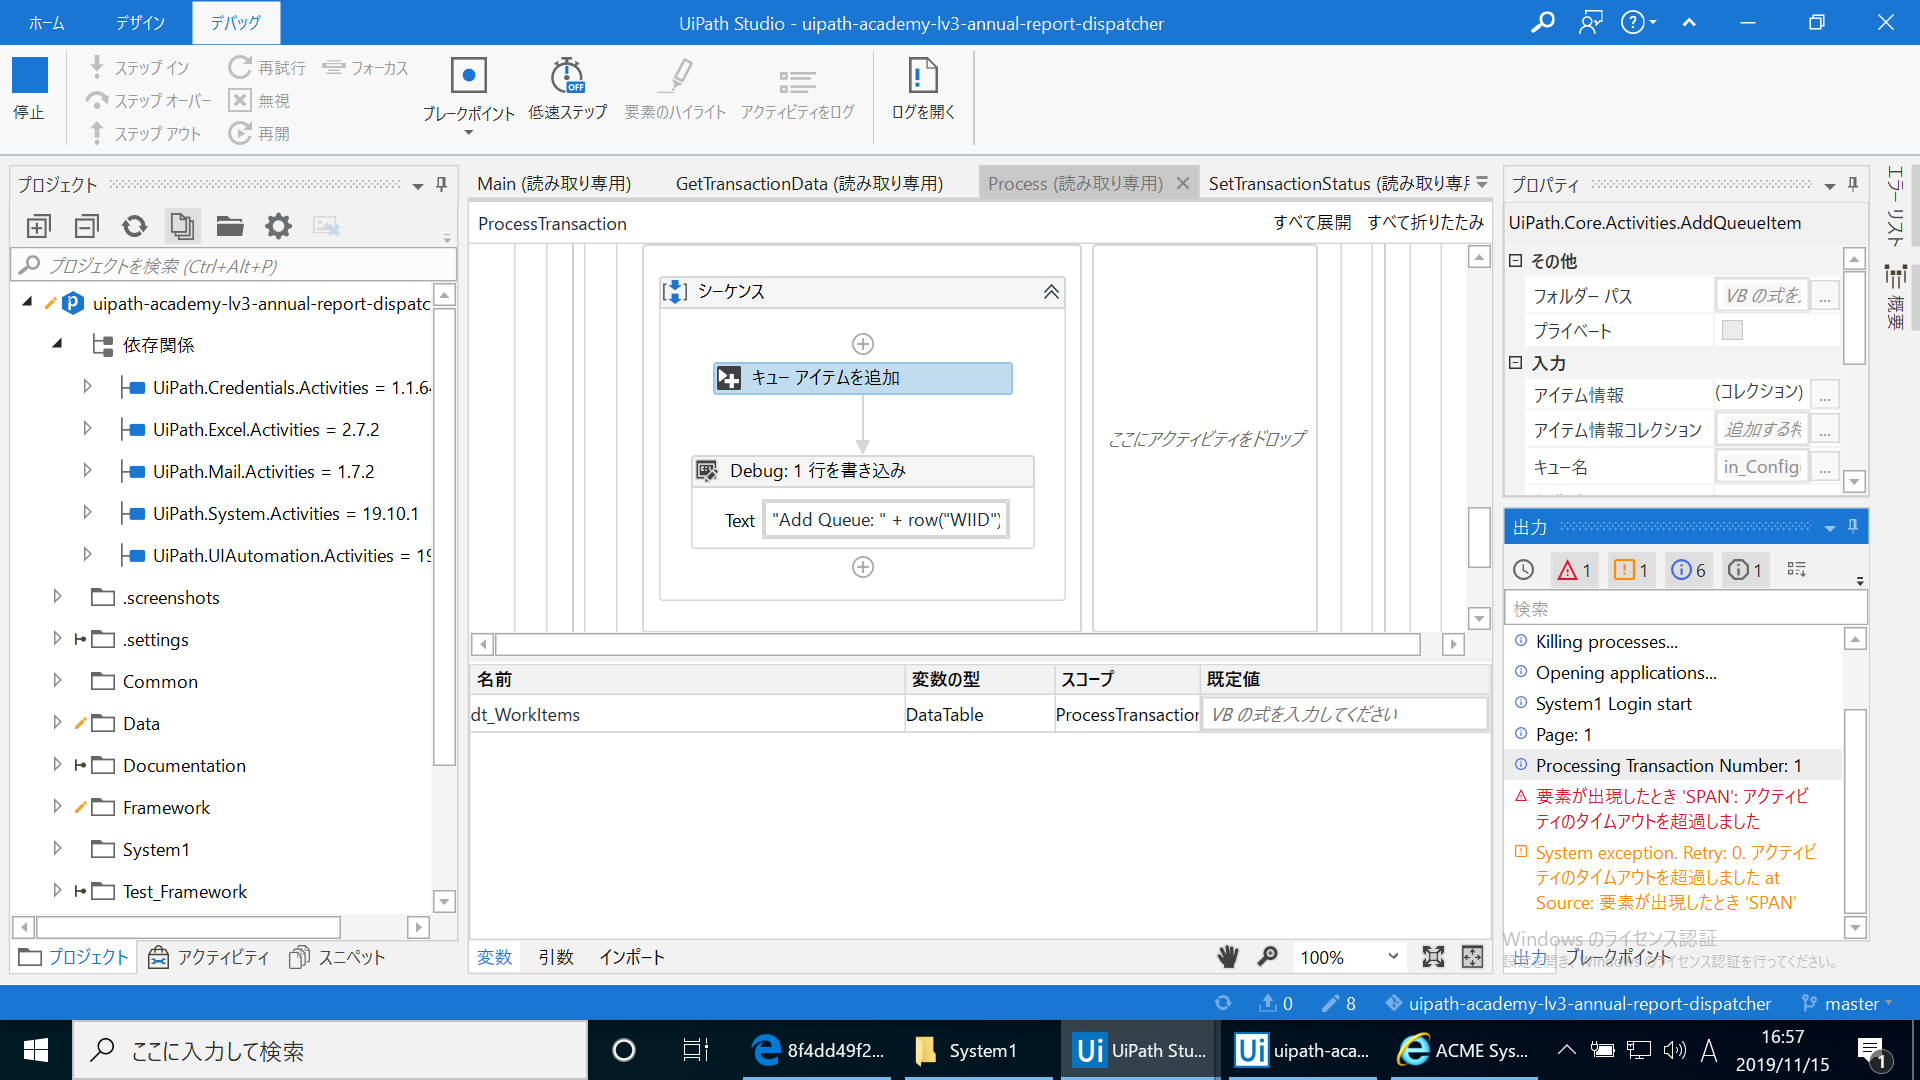 ホーム
デザイン
デバッグ
UiPath Studio - uipath-academy-lv3-annual-report-dispatcher
停止
ステップ イン
ステップ オーバー
ステップ アウト
再試行
無視
再開
フォーカス
ブレークポイント
OFF
低速ステップ
要素のハイライト
アクティビティをログ
ログを開く
プロジェクト
プロジェクトを検索 (Ctrl+Alt+P)
uipath-academy-lv3-annual-report-dispatc
依存関係
UiPath.Credentials.Activities = 1.1.6
UiPath.Excel.Activities = 2.7.2
UiPath.Mail.Activities = 1.7.2
UiPath.System.Activities = 19.10.1
UiPath.UIAutomation.Activities = 19
.screenshots
.settings
Common
Data
Documentation
Framework
System1
Test_Framework
プロジェクト
アクティビティ
スニペット
Main (読み取り専用)
GetTransactionData (読み取り専用)
Process (読み取り専用)
SetTransactionStatus (読み取り専用
ProcessTransaction
すべて展開
すべて折りたたみ
シーケンス
キュー アイテムを追加
Debug: 1 行を書き込み
Text
"Add Queue: " + row("WIID")
ここにアクティビティをドロップ
名前
変数の型
スコープ
既定値
dt_WorkItems
DataTable
ProcessTransaction
VB の式を入力してください
変数
引数
インポート
100%
プロパティ
UiPath.Core.Activities.AddQueueItem
その他
フォルダー パス
VB の式を
...
プライベート
入力
アイテム情報
(コレクション)
...
アイテム情報コレクション
追加する特
...
キュー名
in_Config
...
エラー リスト
概要
出力
1
1
6
1
検索
Killing processes...
Opening applications...
System1 Login start
Page: 1
Processing Transaction Number: 1
要素が出現したとき 'SPAN': アクティビ
ティのタイムアウトを超過しました
System exception. Retry: 0. アクティビ
ティのタイムアウトを超過しました at
Source: 要素が出現したとき 'SPAN'
Windows のライセンス認証
設定を開き、Windows のライセンス認証を行ってください。
出力
ブレークポイント
0
8
uipath-academy-lv3-annual-report-dispatcher
master
ここに入力して検索
8f4dd49f2...
System1
Ui
UiPath Stu...
Ui
uipath-aca...
ACME Sys...
A
16:57
2019/11/15
1